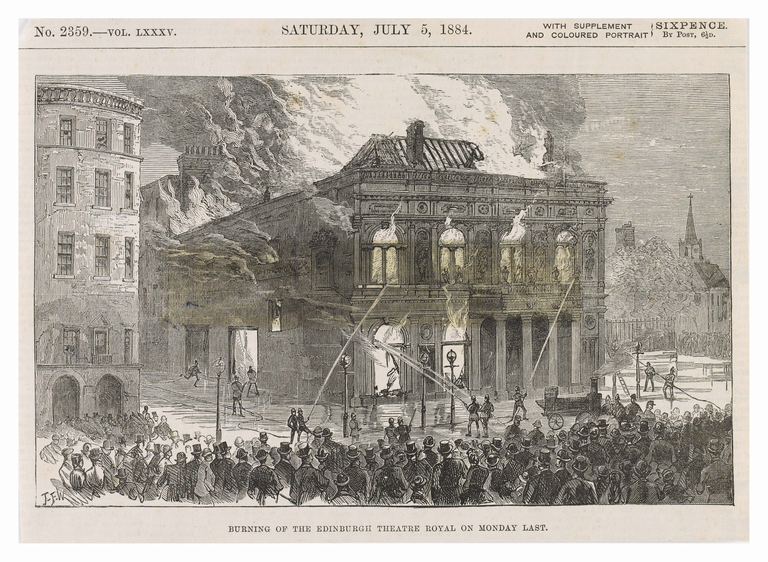 No. 2359.—VOL. LXXXV.
SATURDAY, JULY 5, 1884.
WITH SUPPLEMENT
AND COLOURED PORTRAIT
SIXPENCE.
By Post, 6½D.
J.F.W.
BURNING OF THE EDINBURGH THEATRE ROYAL ON MONDAY LAST.